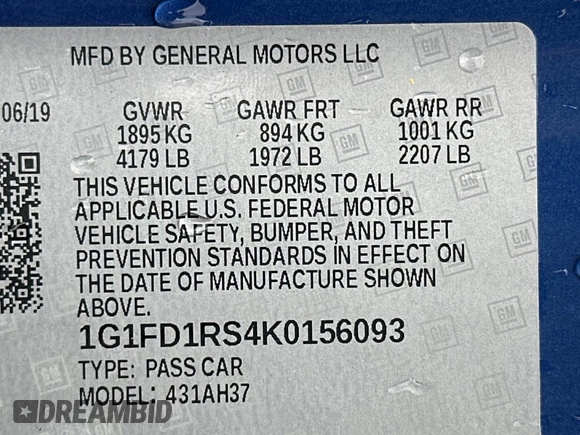 MFD BY GENERAL MOTORS LLC
06/19 GVWR GAWR FRT GAWR RR
1895 KG 894 KG 1001 KG
4179 LB 1972 LB 2207 LB
THIS VEHICLE CONFORMS TO ALL
APPLICABLE U.S. FEDERAL MOTOR
VEHICLE SAFETY, BUMPER, AND THEFT
PREVENTION STANDARDS IN EFFECT ON
THE DATE OF MANUFACTURE SHOWN
ABOVE.
1G1FD1RS4K0156093
TYPE: PASS CAR
MODEL: 431AH37
DREAMBID